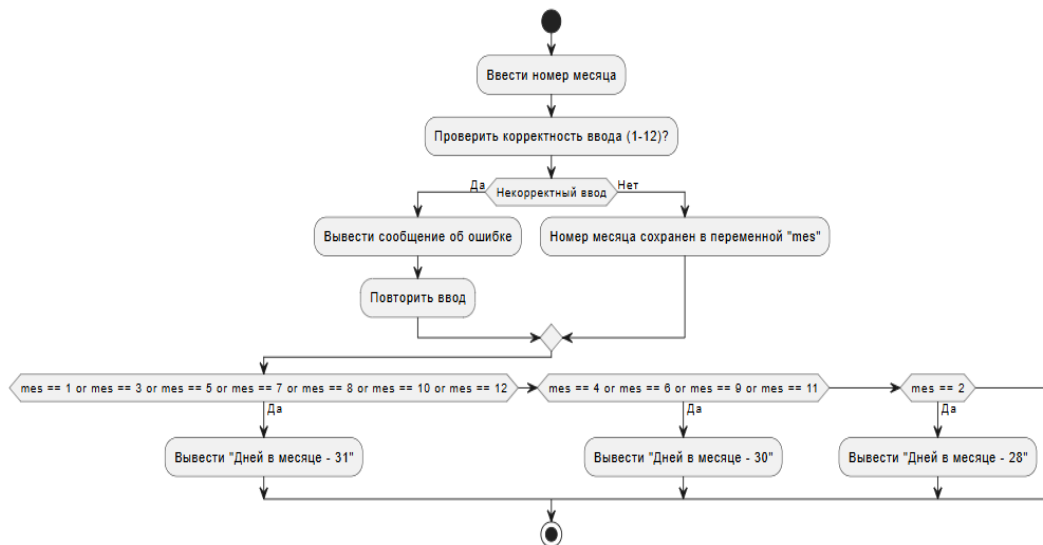 Ввести номер месяца
Проверить корректность ввода (1-12)?
Да
Некорректный ввод
Нет
Вывести сообщение об ошибке
Номер месяца сохранен в переменной "mes"
Повторить ввод
mes == 1 or mes == 3 or mes == 5 or mes == 7 or mes == 8 or mes == 10 or mes == 12
mes == 4 or mes == 6 or mes == 9 or mes == 11
mes == 2
Да
Да
Да
Вывести "Дней в месяце - 31"
Вывести "Дней в месяце - 30"
Вывести "Дней в месяце - 28"